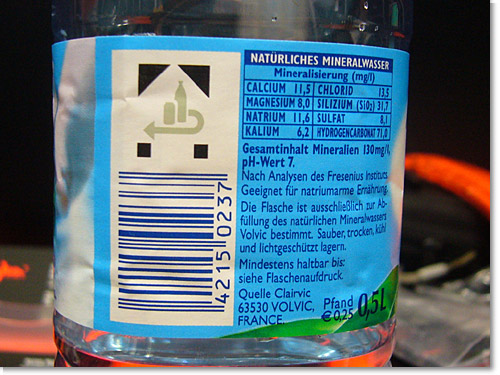 NATÜRLICHES MINERALWASSER
Mineralisierung (mg/l)
CALCIUM 11,5 CHLORID 13,5
MAGNESIUM 8,0 SILIZIUM (SiO₂) 31,7
NATRIUM 11,6 SULFAT 8,1
KALIUM 6,2 HYDROGENCARBONAT 71,0
Gesamtinhalt Mineralien 130mg/l,
pH-Wert 7.
Nach Analysen des Fresenius Instituts.
Geeignet für natriumarme Ernährung.
Die Flasche ist ausschließlich zur Ab-
füllung des natürlichen Mineralwassers
Volvic bestimmt. Sauber, trocken, kühl
und lichtgeschützt lagern.
Mindestens haltbar bis:
siehe Flaschenaufdruck.
Quelle Clairvic
63530 VOLVIC,
FRANCE.
Pfand
€0,25
0,5L
4215 0237